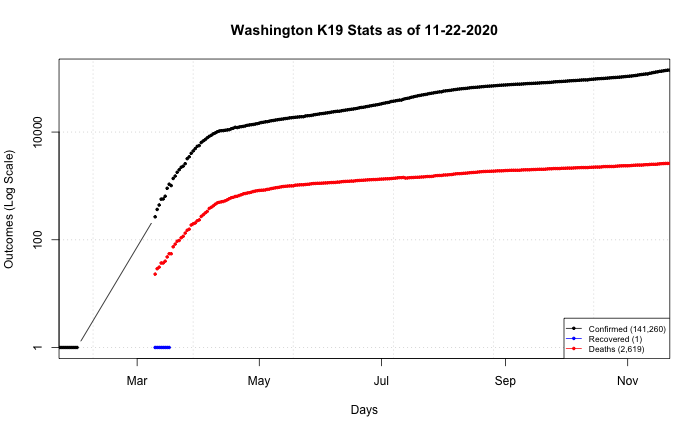 Washington K19 Stats as of 11-22-2020
Outcomes (Log Scale)
10000
100
1
Confirmed (141,260)
Recovered (1)
Deaths (2,619)
Mar May Jul Sep Nov
Days